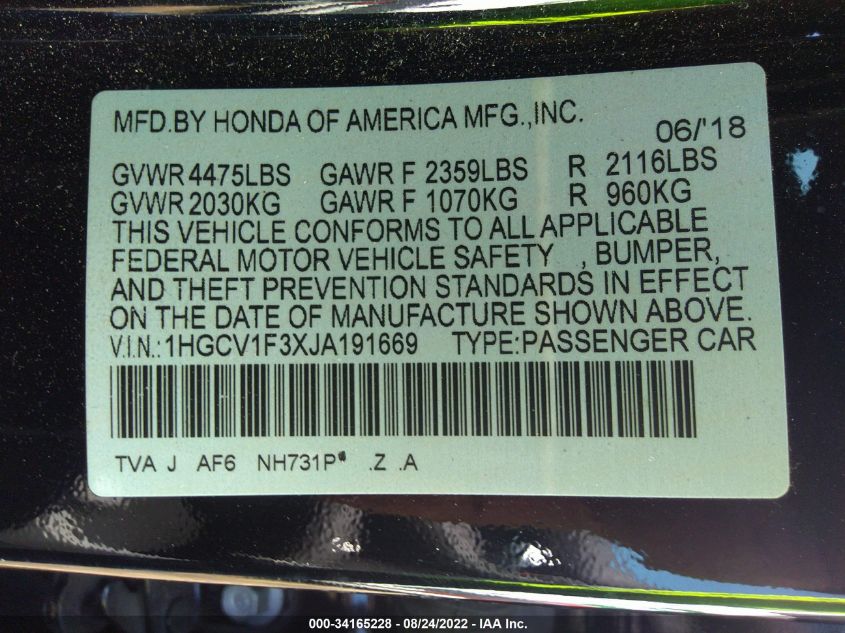 MFD.BY HONDA OF AMERICA MFG.,INC. 06/'18
GVWR 4475LBS GAWR F 2359LBS R 2116LBS
GVWR 2030KG GAWR F 1070KG R 960KG
THIS VEHICLE CONFORMS TO ALL APPLICABLE
FEDERAL MOTOR VEHICLE SAFETY , BUMPER,
AND THEFT PREVENTION STANDARDS IN EFFECT
ON THE DATE OF MANUFACTURE SHOWN ABOVE.
V.I.N.:1HGCV1F3XJA191669 TYPE:PASSENGER CAR
TVA J AF6 NH731P* .Z .A
000-34165228 - 08/24/2022 - IAA Inc.